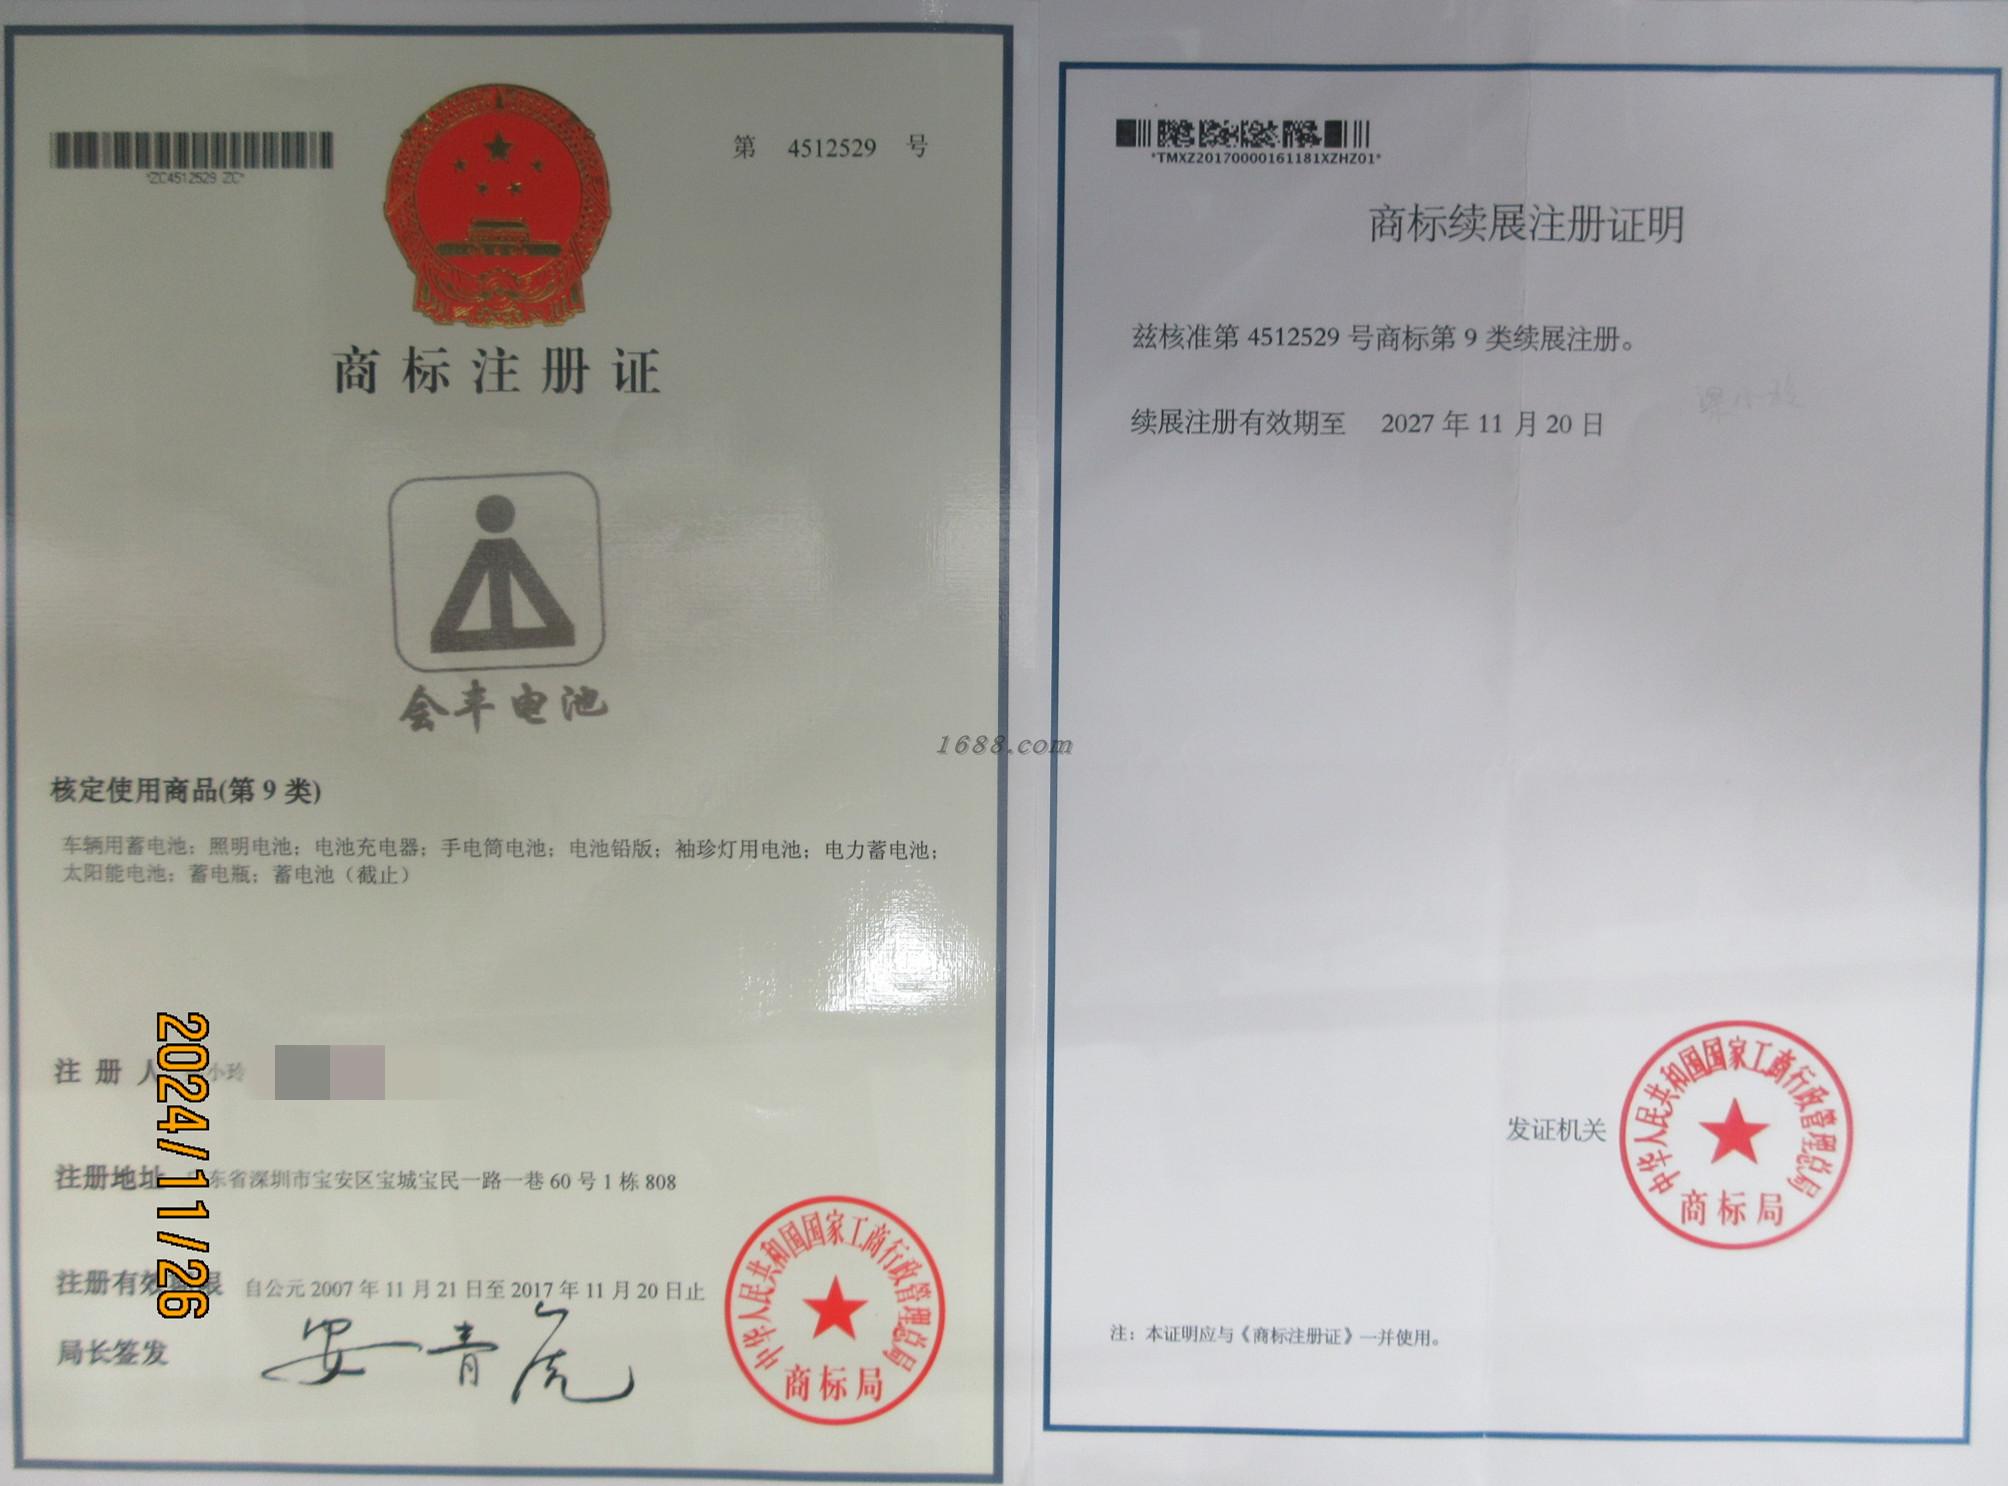 *ZC4512529 ZC*
第 4512529 号
商标注册证
会丰电池
核定使用商品(第 9 类)
车辆用蓄电池；照明电池；电池充电器；手电筒电池；电池铅版；袖珍灯用电池；电力蓄电池；
太阳能电池；蓄电瓶；蓄电池（截止）
注 册 人 小玲
注册地址 东省深圳市宝安区宝城宝民一路一巷 60 号 1 栋 808
注册有效期限 自公元 2007 年 11 月 21 日至 2017 年 11 月 20 日止
局长签发 安青虎
中华人民共和国国家工商行政管理总局
商标局
2024/11/26
1688.com
*TMXZ20170000161181XZHZ01*
商标续展注册证明
兹核准第 4512529 号商标第 9 类续展注册。
续展注册有效期至 2027 年 11 月 20 日
发证机关
中华人民共和国国家工商行政管理总局
商标局
注：本证明应与《商标注册证》一并使用。